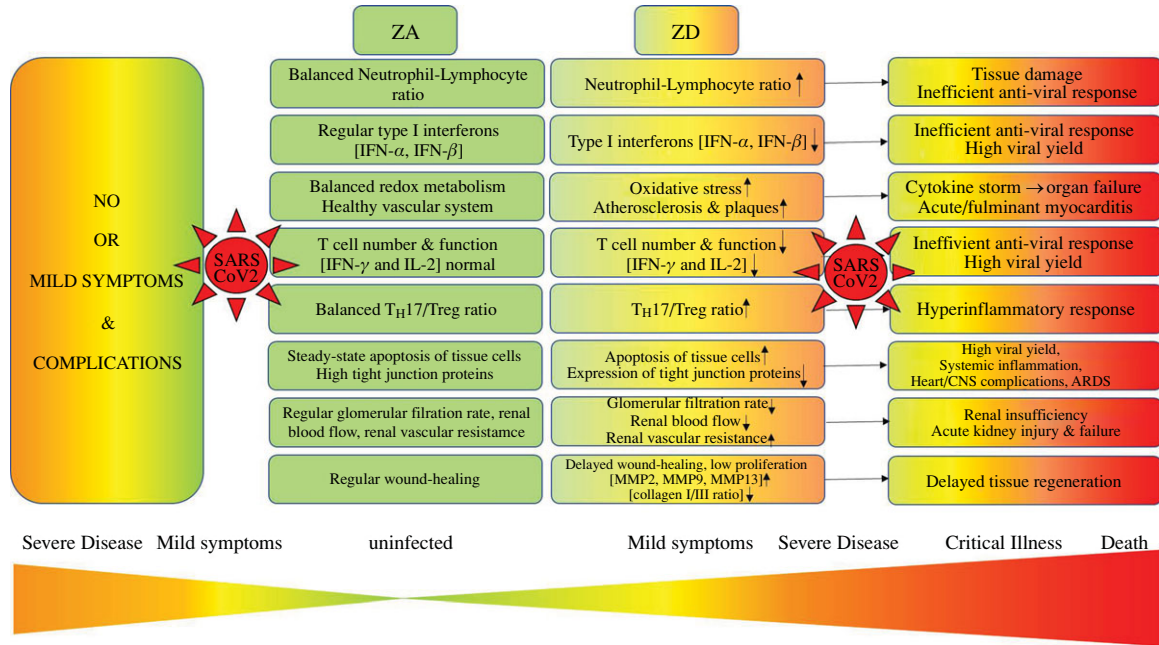 ZA
ZD
NO
OR
MILD SYMPTOMS
&
COMPLICATIONS
SARS
CoV2
Balanced Neutrophil-Lymphocyte
ratio
Neutrophil-Lymphocyte ratio ↑
Tissue damage
Inefficient anti-viral response
Regular type I interferons
[IFN-α, IFN-β]
Type I interferons [IFN-α, IFN-β]↓
Inefficient anti-viral response
High viral yield
Balanced redox metabolism
Healthy vascular system
Oxidative stress↑
Atherosclerosis & plaques↑
Cytokine storm → organ failure
Acute/fulminant myocarditis
T cell number & function
[IFN-γ and IL-2] normal
T cell number & function↓
[IFN-γ and IL-2]↓
SARS
CoV2
Ineffivient anti-viral response
High viral yield
Balanced TH17/Treg ratio
TH17/Treg ratio↑
Hyperinflammatory response
Steady-state apoptosis of tissue cells
High tight junction proteins
Apoptosis of tissue cells↑
Expression of tight junction proteins↓
High viral yield,
Systemic inflammation,
Heart/CNS complications, ARDS
Regular glomerular filration rate, renal
blood flow, renal vascular resistamce
Glomerular filtration rate↓
Renal blood flow↓
Renal vascular resistance↑
Renal insufficiency
Acute kidney injury & failure
Regular wound-healing
Delayed wound-healing, low proliferation
[MMP2, MMP9, MMP13]↑
[collagen I/III ratio]↓
Delayed tissue regeneration
Severe Disease
Mild symptoms
uninfected
Mild symptoms
Severe Disease
Critical Illness
Death